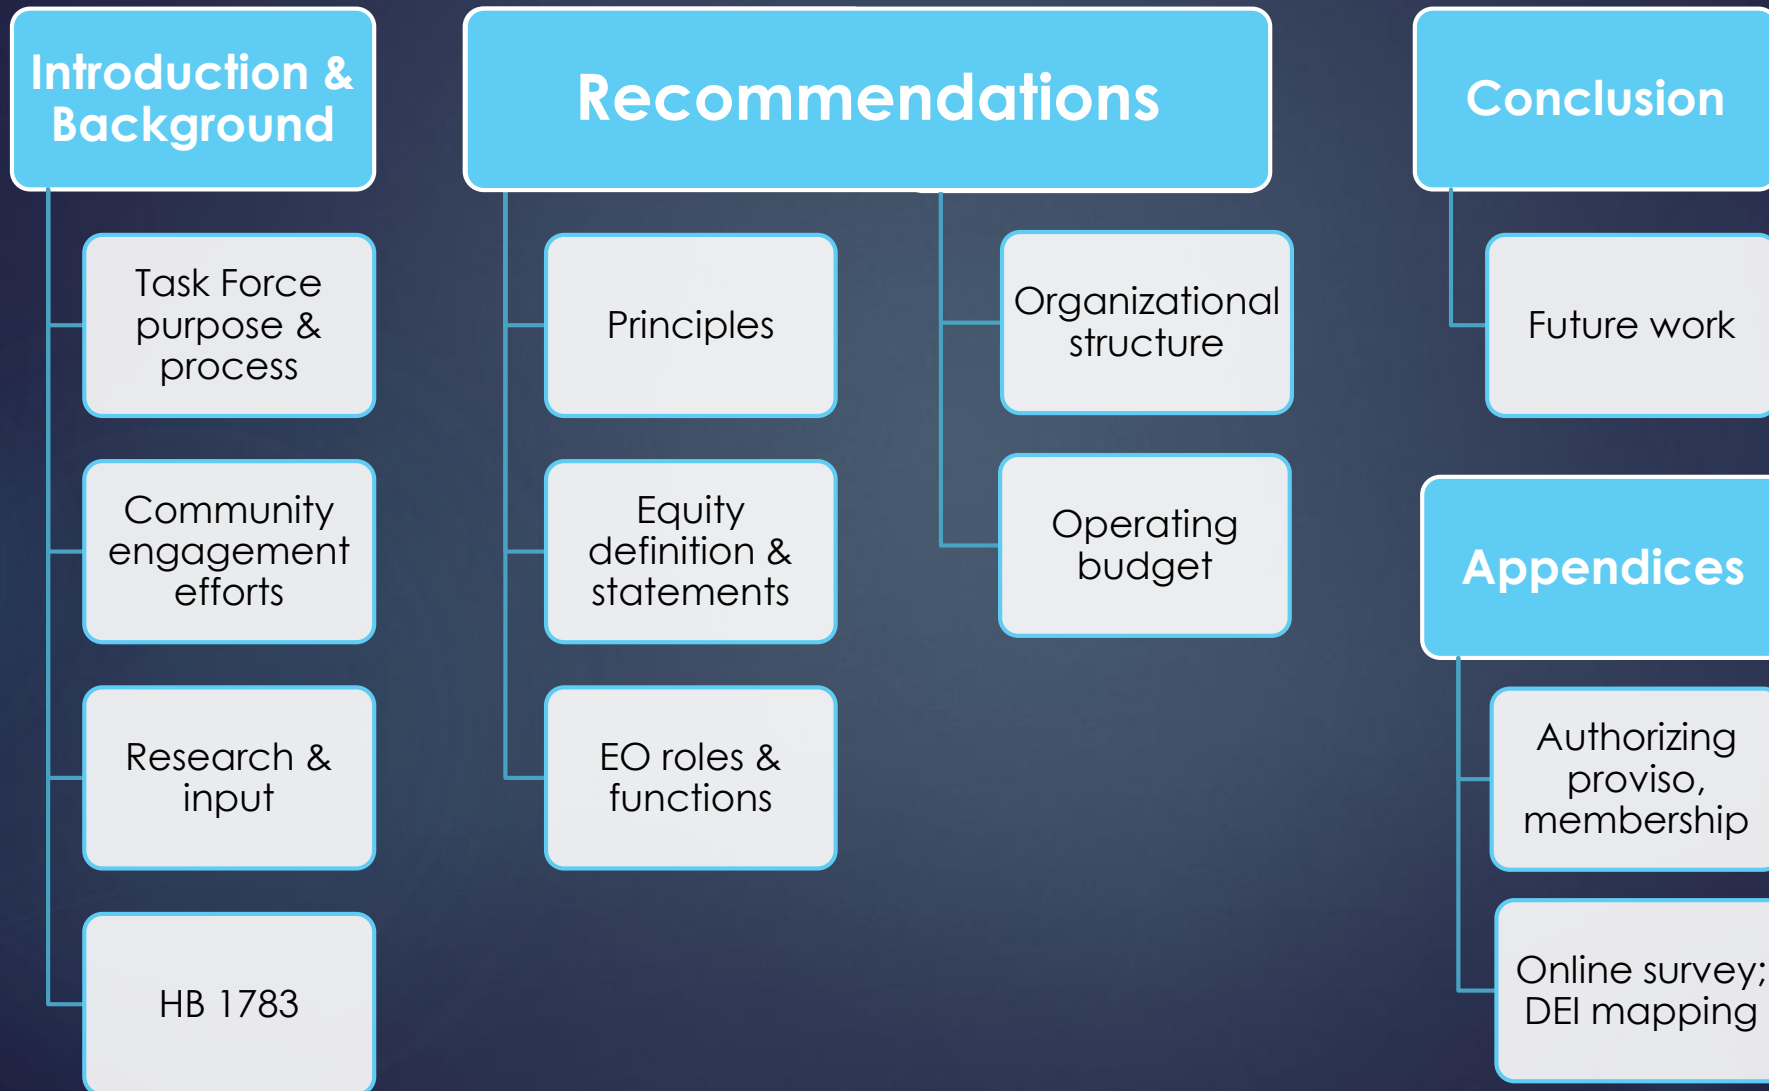 Introduction &
Background
Task Force
purpose &
process
Community
engagement
efforts
Research &
input
HB 1783
Recommendations
Principles
Equity
definition &
statements
EO roles &
functions
Organizational
structure
Operating
budget
Conclusion
Future work
Appendices
Authorizing
proviso,
membership
Online survey;
DEI mapping